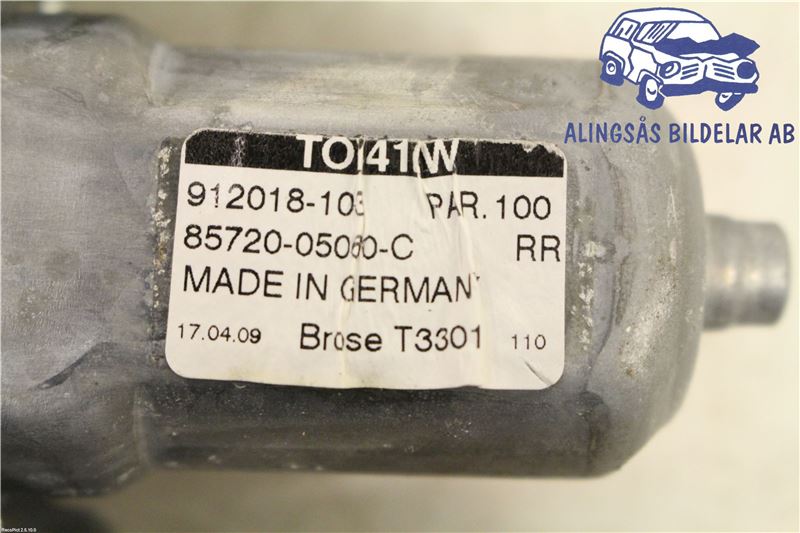 ALINGSÅS BILDELAR AB
912018-103 PAR.100
85720-05060-C RR
MADE IN GERMANY
17.04.09 Brose T3301 110